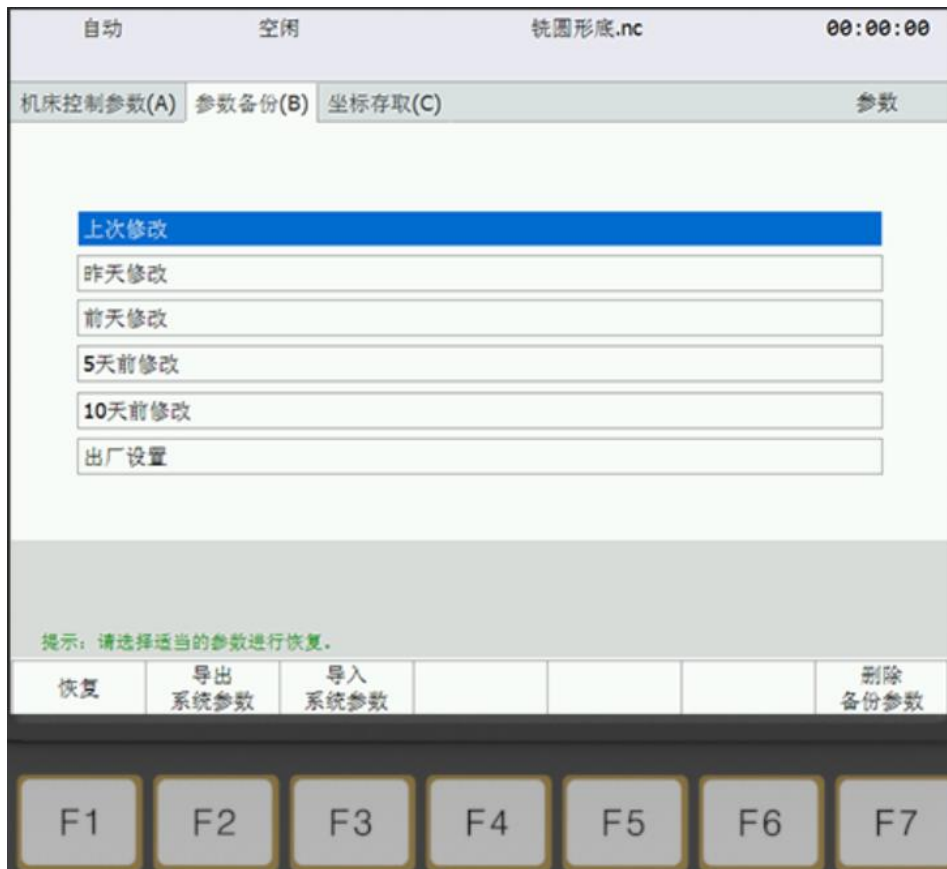 自动 空闲 铣圆形底.nc 00:00:00
机床控制参数(A) 参数备份(B) 坐标存取(C) 参数
上次修改
昨天修改
前天修改
5天前修改
10天前修改
出厂设置
提示：请选择适当的参数进行恢复。
恢复 导出 导入 删除
系统参数 系统参数 备份参数
F1 F2 F3 F4 F5 F6 F7